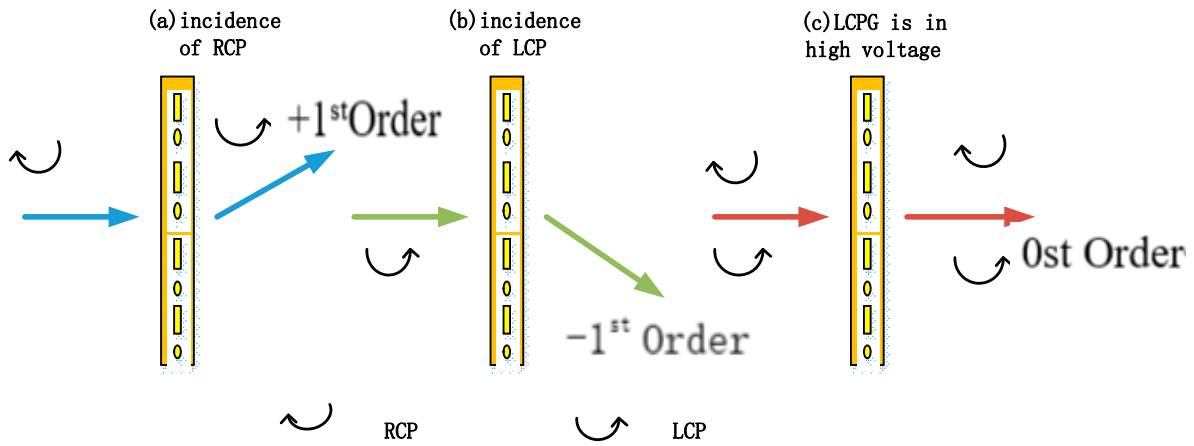 (a)incidence
of RCP
(b)incidence
of LCP
(c)LCPG is in
high voltage
+1stOrder
0st Order
-1st Order
RCP
LCP